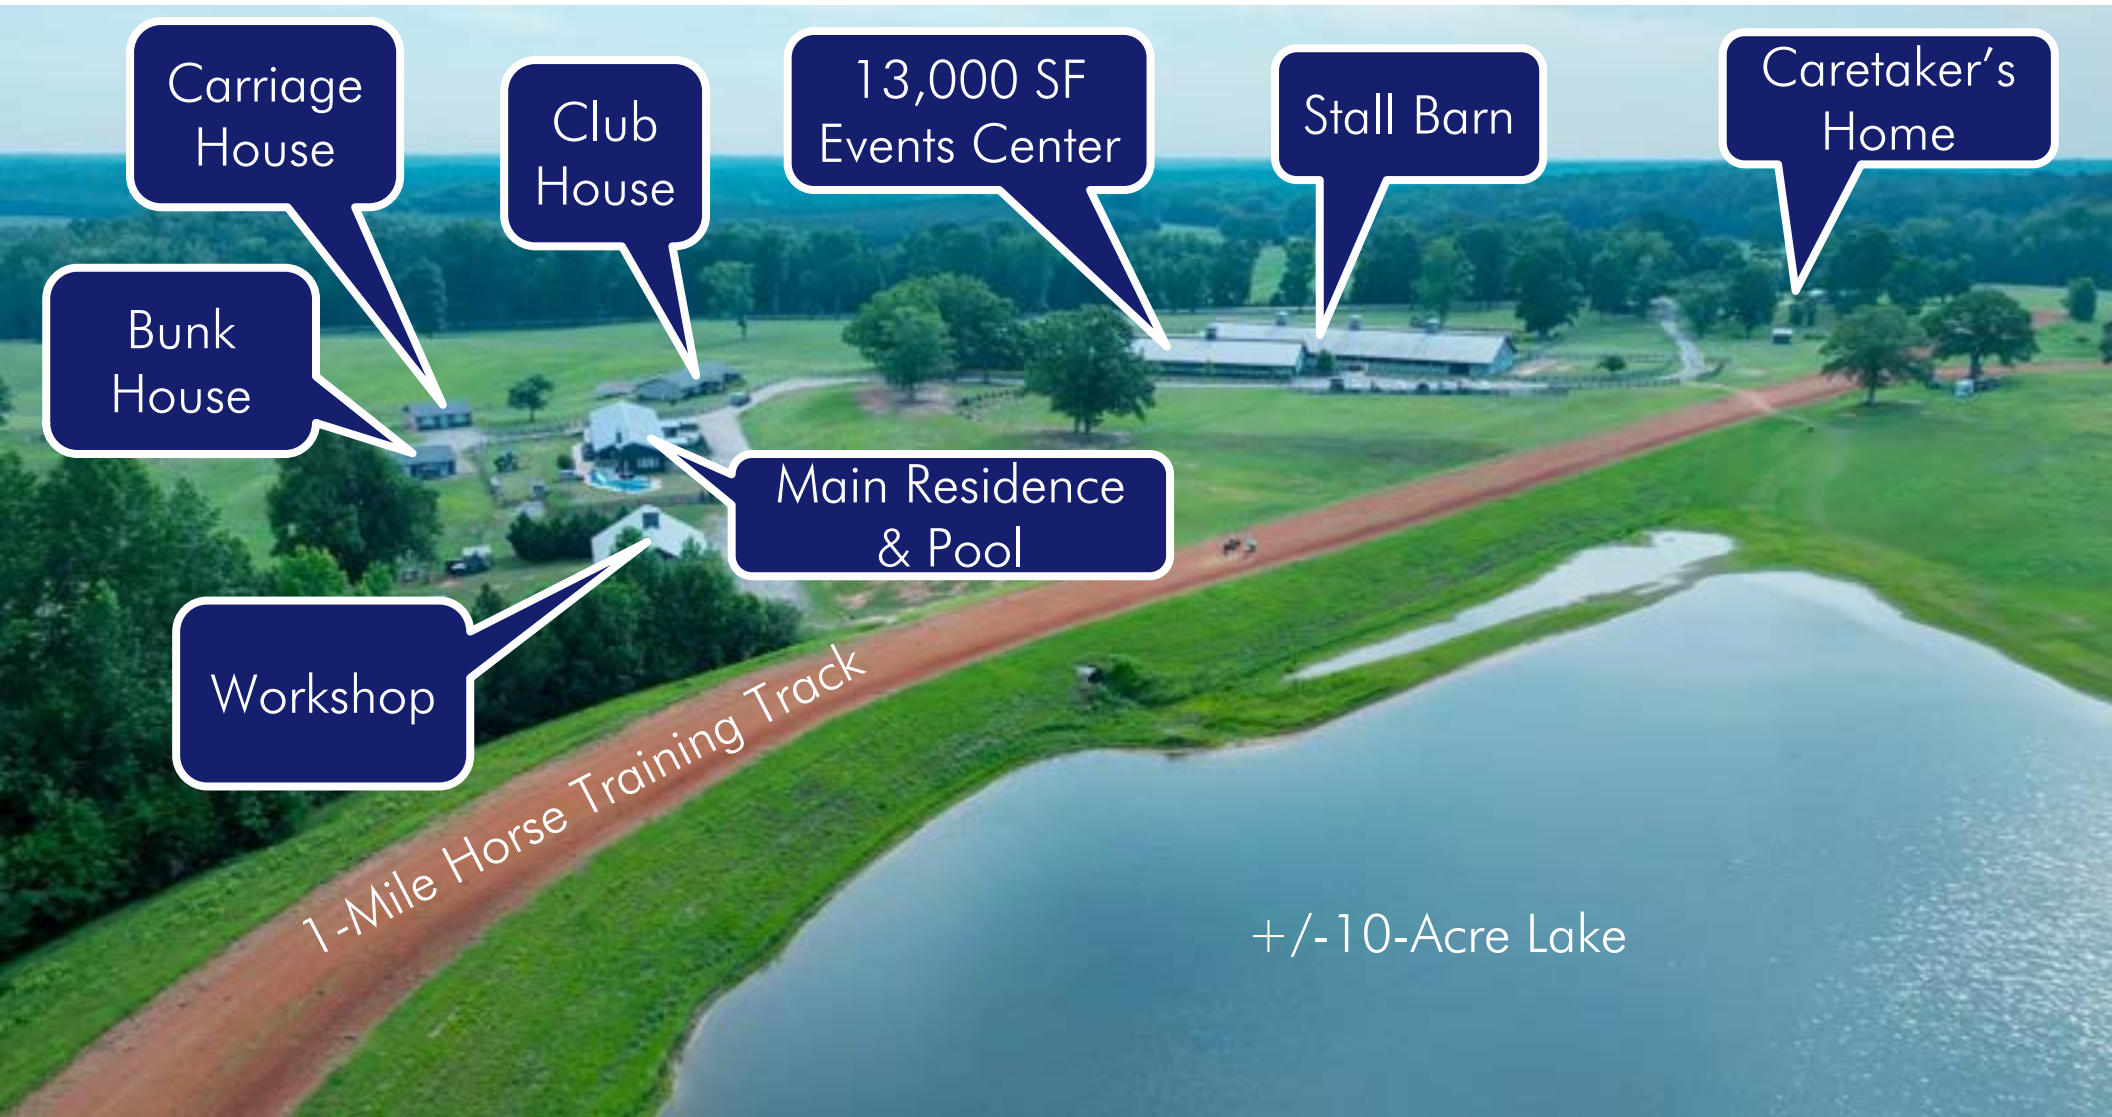 Carriage
House
Club
House
13,000 SF
Events Center
Stall Barn
Caretaker’s
Home
Bunk
House
Main Residence
& Pool
Workshop
1-Mile Horse Training Track
+/-10-Acre Lake